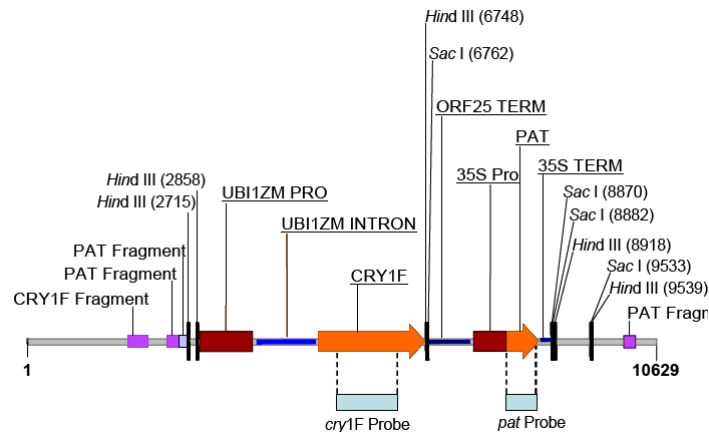 Hind III (6748)
Sac I (6762)
ORF25 TERM
PAT
35S Pro
35S TERM
Hind III (2858)
Hind III (2715)
UBI1ZM PRO
UBI1ZM INTRON
Sac I (8870)
Sac I (8882)
Hind III (8918)
Sac I (9533)
Hind III (9539)
PAT Fragment
PAT Fragment
CRY1F Fragment
CRY1F
PAT Fragn
1
10629
cry1F Probe
pat Probe